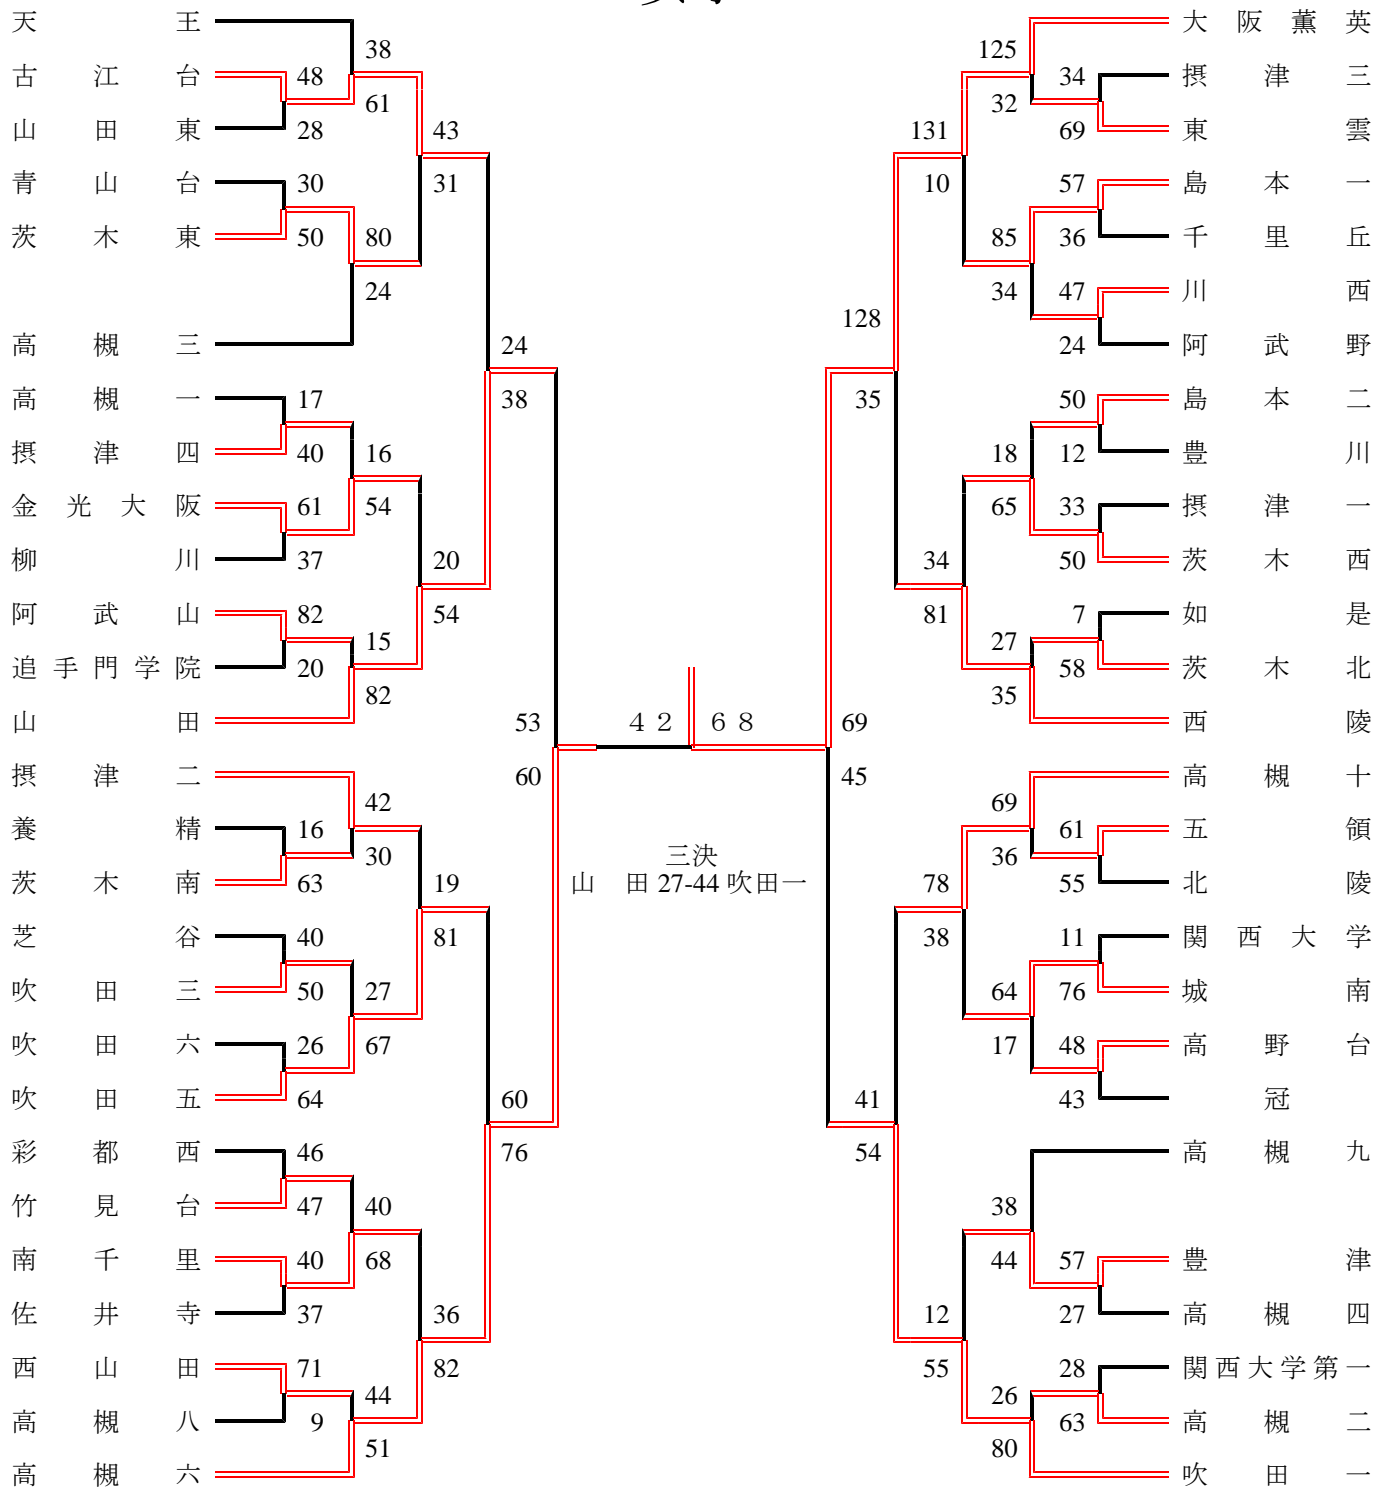 天王
古江台
山田東
青山台
茨木東
高槻三
高槻一
摂津四
金光大阪
柳川
阿武山
追手門学院
山田
摂津二
養精
茨木南
芝谷
吹田三
吹田六
吹田五
彩都西
竹見台
南千里
佐井寺
西山田
高槻八
高槻六
48
28
30
50
17
40
61
37
82
20
16
63
40
50
26
64
46
47
40
37
71
9
38
61
80
24
16
54
15
82
42
30
27
67
40
68
44
51
43
31
20
54
19
81
36
82
24
38
60
76
53
60
42 68
三決
山 田 27-44 吹田一
69
45
128
35
41
54
131
10
34
81
78
38
12
55
125
32
85
34
18
65
27
35
69
36
64
17
38
44
26
80
34
69
57
36
47
24
50
12
33
50
7
58
61
55
11
76
48
43
57
27
28
63
大阪薫英
摂津三
東雲
島本一
千里丘
川西
阿武野
島本二
豊川
摂津一
茨木西
如是
茨木北
西陵
高槻十
五領
北陵
関西大学
城南
高野台
冠
高槻九
豊津
高槻四
関西大学第一
高槻二
吹田一